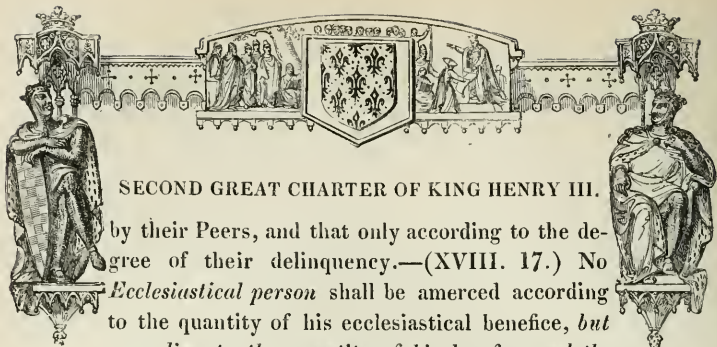 SECOND GREAT CHARTER OF KING HENRY III.
by their Peers, and that only according to the de-
gree of their delinquency.—(XVIII. 17.) No
Ecclesiastical person shall be amerced according
to the quantity of his ecclesiastical benefice, but